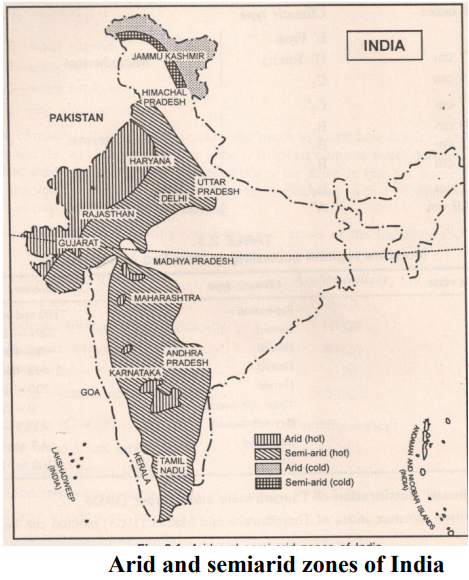 INDIA
JAMMU KASHMIR
HIMACHAL
PRADESH
PAKISTAN
HARYANA
UTTAR
PRADESH
DELHI
RAJASTHAN
GUJARAT
MADHYA PRADESH
MAHARASHTRA
ANDHRA
PRADESH
KARNATAKA
GOA
Arid (hot)
Semi-arid (hot)
Arid (cold)
Semi-arid (cold)
TAMIL
NADU
KERALA
LAKSHADWEEP
(INDIA)
ANDAMAN AND NICOBAR ISLANDS
(INDIA)
Arid and semiarid zones of India